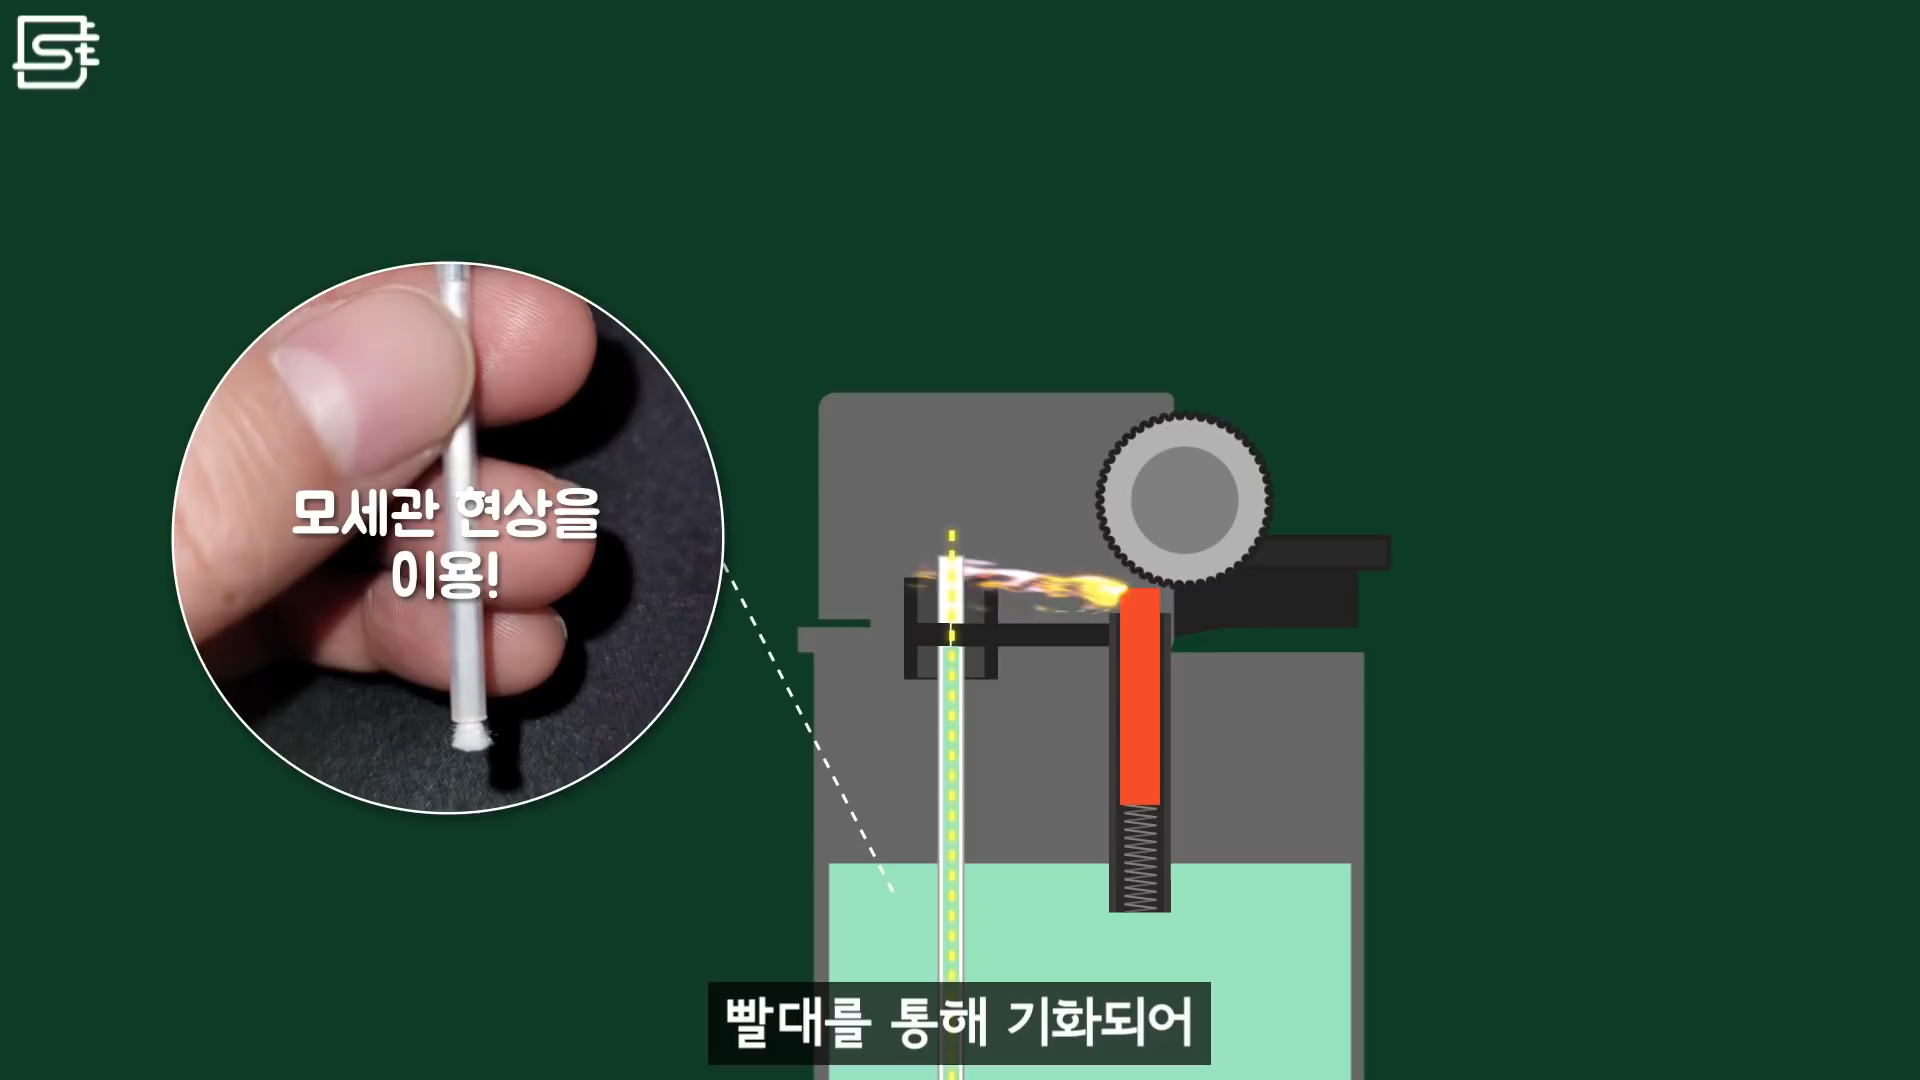 모세관 현상을
이용!
빨대를 통해 기화되어